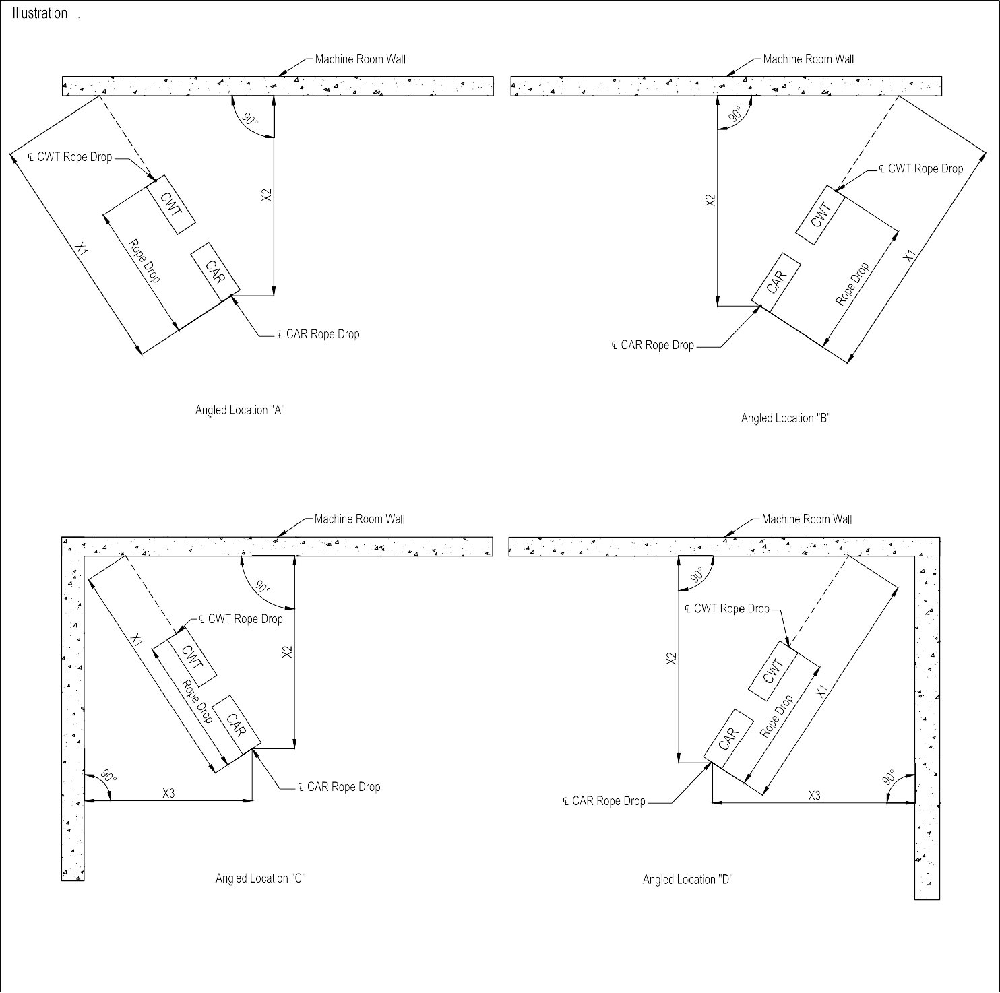 Illustration .
Machine Room Wall
Machine Room Wall
90°
90°
℄ CWT Rope Drop
℄ CWT Rope Drop
X2
X2
CWT
CWT
X1
Rope Drop
CAR
CAR
Rope Drop
X1
℄ CAR Rope Drop
℄ CAR Rope Drop
Angled Location "A"
Angled Location "B"
Machine Room Wall
Machine Room Wall
90°
90°
℄ CWT Rope Drop
℄ CWT Rope Drop
X1
CWT
X2
X2
CWT
X1
Rope Drop
CAR
CAR
Rope Drop
90°
90°
℄ CAR Rope Drop
X3
℄ CAR Rope Drop
X3
Angled Location "C"
Angled Location "D"